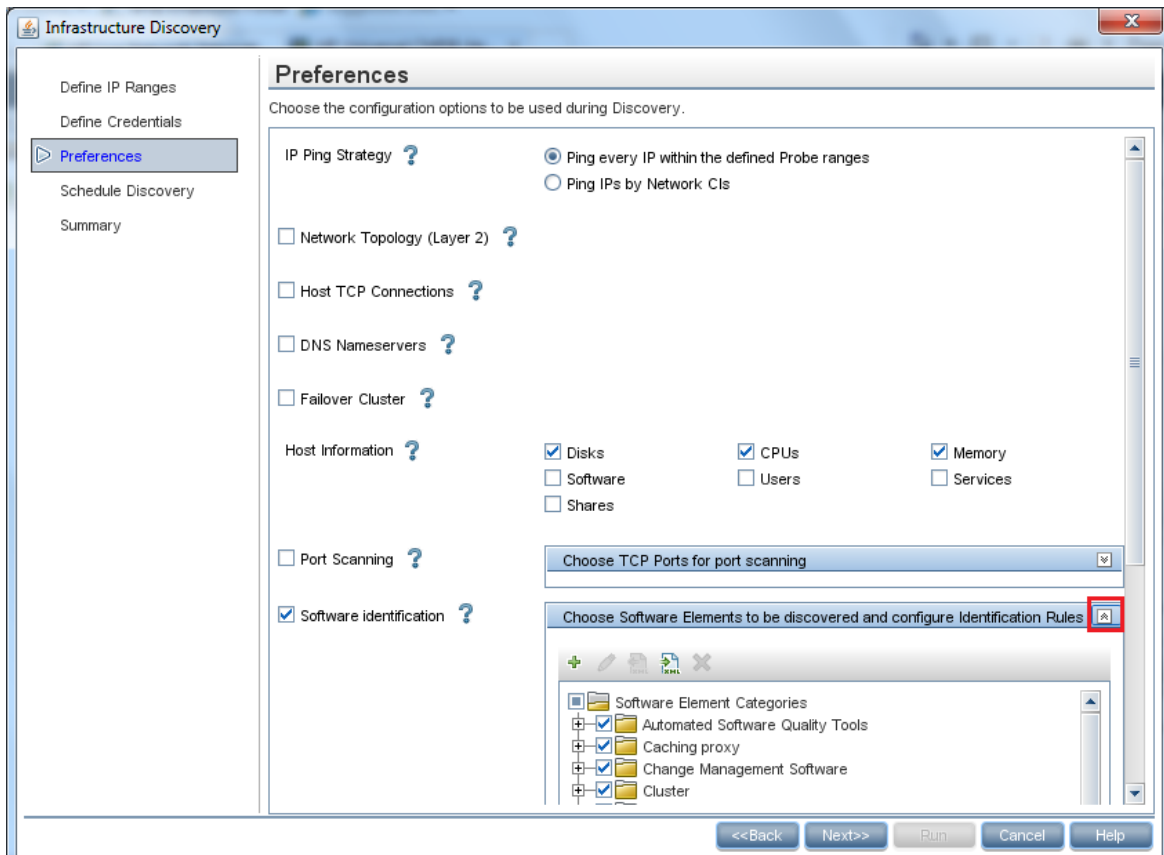 Infrastructure Discovery
Define IP Ranges
Define Credentials
Preferences
Schedule Discovery
Summary
Preferences
Choose the configuration options to be used during Discovery.
IP Ping Strategy ?
Ping every IP within the defined Probe ranges
Ping IPs by Network CIs
Network Topology (Layer 2) ?
Host TCP Connections ?
DNS Nameservers ?
Failover Cluster ?
Host Information ?
Disks CPUs Memory
Software Users Services
Shares
Port Scanning ? Choose TCP Ports for port scanning
Software identification ? Choose Software Elements to be discovered and configure Identification Rules
XML
Software Element Categories
Automated Software Quality Tools
Caching proxy
Change Management Software
Cluster
<<Back Next>> Run Cancel Help